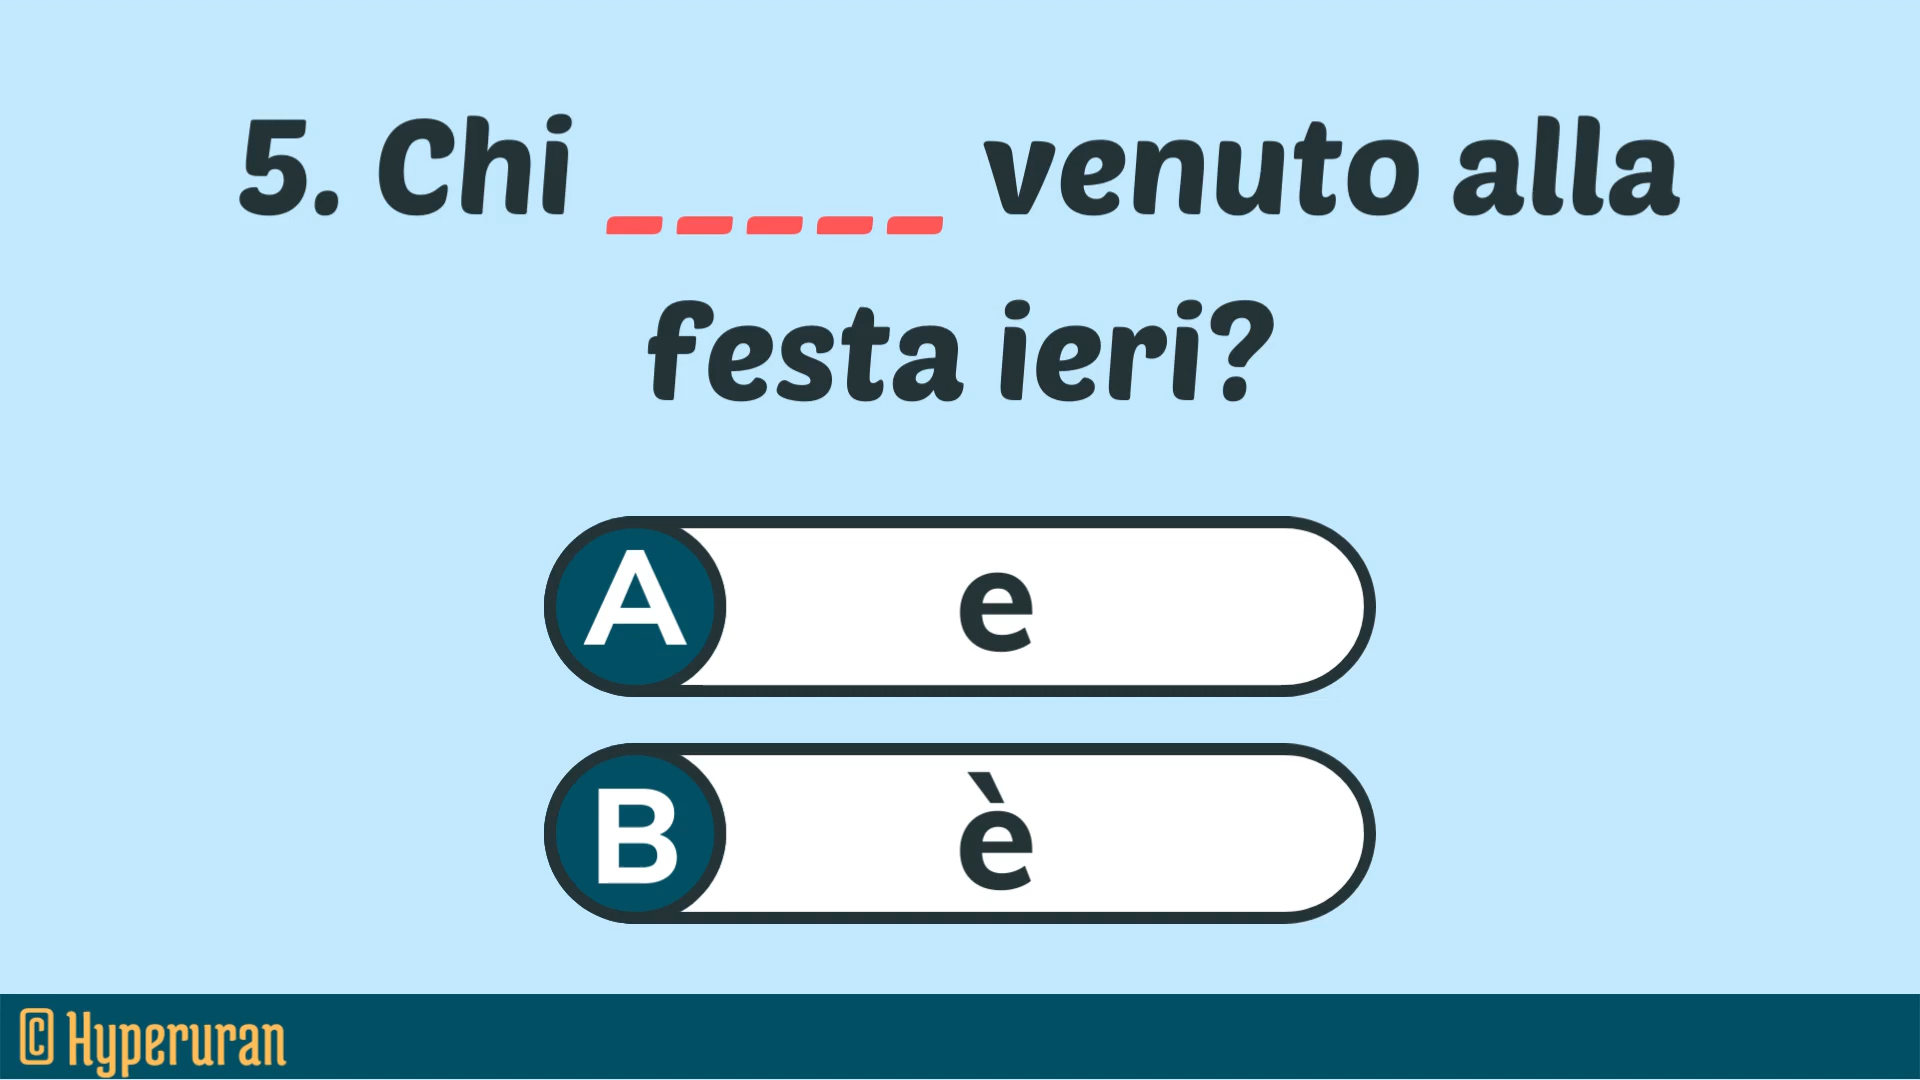 5. Chi _____ venuto alla
festa ieri?
A e
B è
© Hyperuran